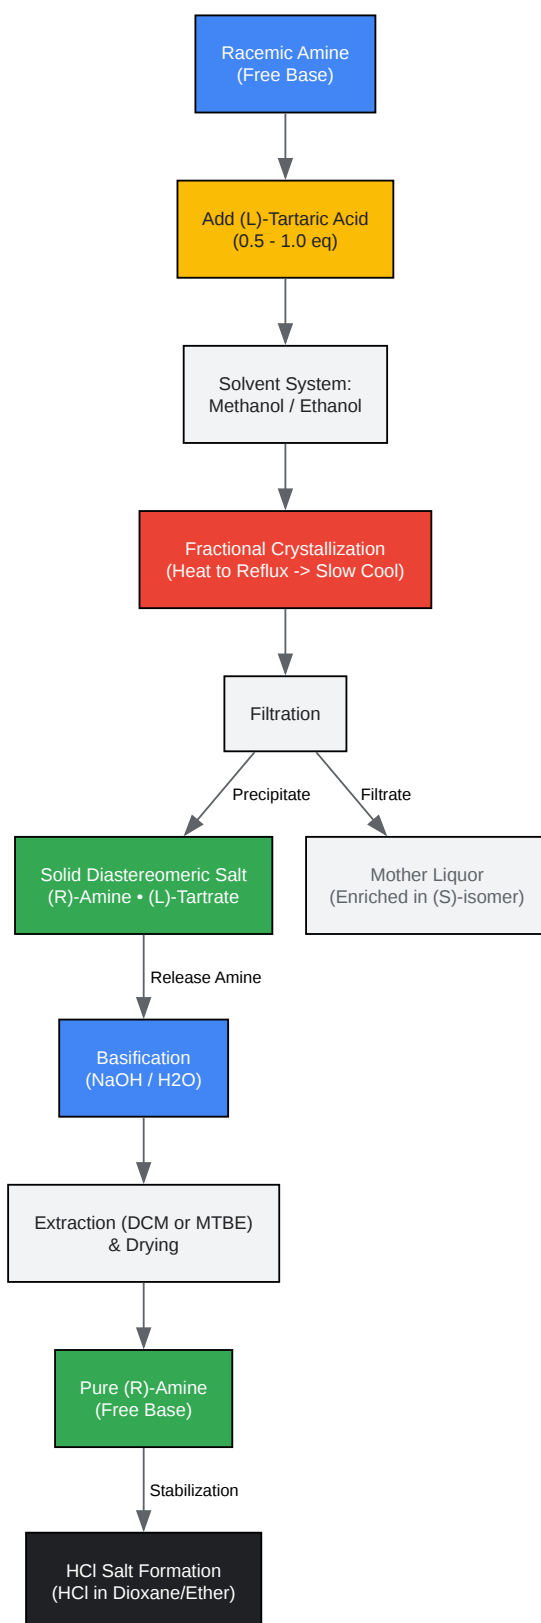 Racemic Amine
(Free Base)
Add (L)-Tartaric Acid
(0.5 - 1.0 eq)
Solvent System:
Methanol / Ethanol
Fractional Crystallization
(Heat to Reflux -> Slow Cool)
Filtration
Precipitate
Filtrate
Solid Diastereomeric Salt
(R)-Amine • (L)-Tartrate
Mother Liquor
(Enriched in (S)-isomer)
Release Amine
Basification
(NaOH / H2O)
Extraction (DCM or MTBE)
& Drying
Pure (R)-Amine
(Free Base)
Stabilization
HCl Salt Formation
(HCl in Dioxane/Ether)